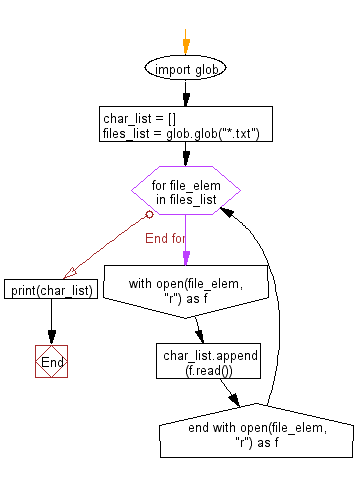 import glob
char_list = []
files_list = glob.glob("*.txt")
for file_elem
in files_list
End for
print(char_list)
with open(file_elem,
"r") as f
End
char_list.append
(f.read())
end with open(file_elem,
"r") as f